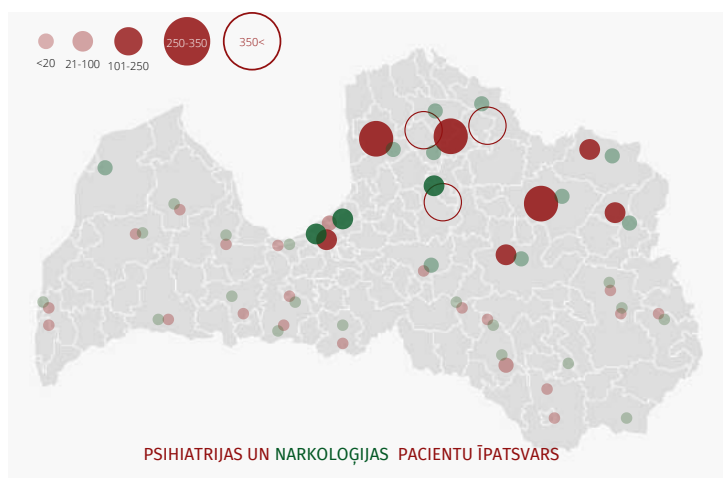 250-350
350<
<20 21-100 101-250
PSIHIATRIJAS UN NARKOLOĢIJAS PACIENTU ĪPATSVARS